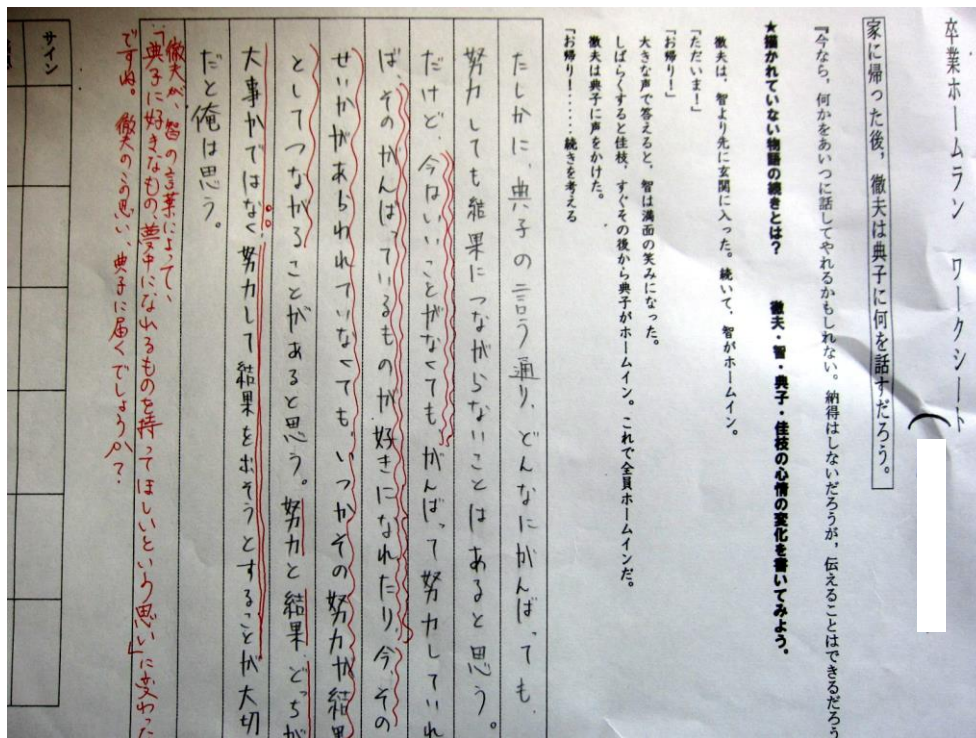 卒業ホームラン ワークシート (
家に帰った後，徹夫は典子に何を話すだろう。
『今なら，何かをあいつに話してやれるかもしれない。納得はしないだろうが，伝えることはできるだろう
★描かれていない物語の続きとは？ 徹夫・智・典子・佳枝の心情の変化を書いてみよう。
徹夫は，智より先に玄関に入った。続いて，智がホームイン。
「ただいま！」
「お帰り！」
大きな声で答えると，智は満面の笑みになった。
しばらくすると佳枝，すぐその後から典子がホームイン。これで全員ホームインだ。
徹夫は典子に声をかけた。
「お帰り！‥‥‥続きを考える
たしかに、典子の言う通り、どんなにがんばっても、
努力しても結果につながらないことはあると思う。
だけど、今はいいことがなくても、がんばって努力していれ
ば、そのがんばっているものが好きになれたり、今、その
せいかがあらわれていなくても、いつかその努力が結果
としてつながることがあると思う。努力と結果、どっちが
大事かではなく、努力して結果を出そうとすることが大切
だと俺は思う。
徹夫が、智の言葉によって、
「典子に好きなもの、夢中になれるものを持ってほしいという思い」に変わった
ですね。徹夫のこの思い、典子に届くでしょうか？
サイン